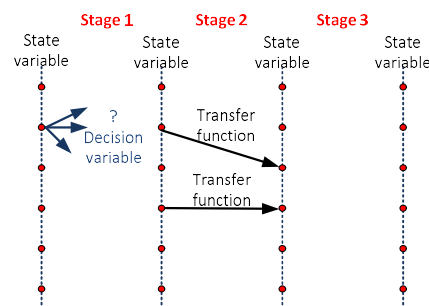 Stage 1 Stage 2 Stage 3
State
variable
State
variable
State
variable
State
variable
?
Decision
variable
Transfer
function
Transfer
function